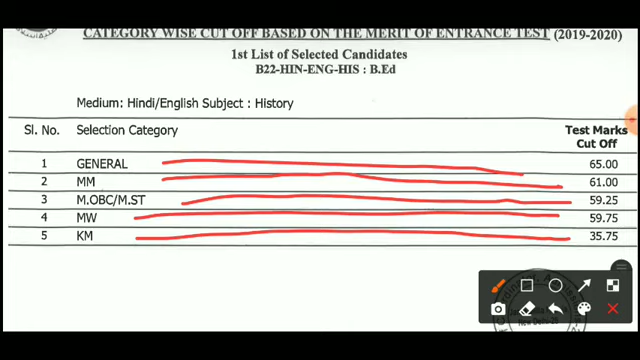 CATEGORY WISE CUT OFF BASED ON THE MERIT OF ENTRANCE TEST (2019-2020)
1st List of Selected Candidates
B22-HIN-ENG-HIS : B.Ed
Medium: Hindi/English Subject : History
Sl. No. Selection Category Test Marks Cut Off
1 GENERAL 65.00
2 MM 61.00
3 M.OBC/M.ST 59.25
4 MW 59.75
5 KM 35.75
New Delhi-25